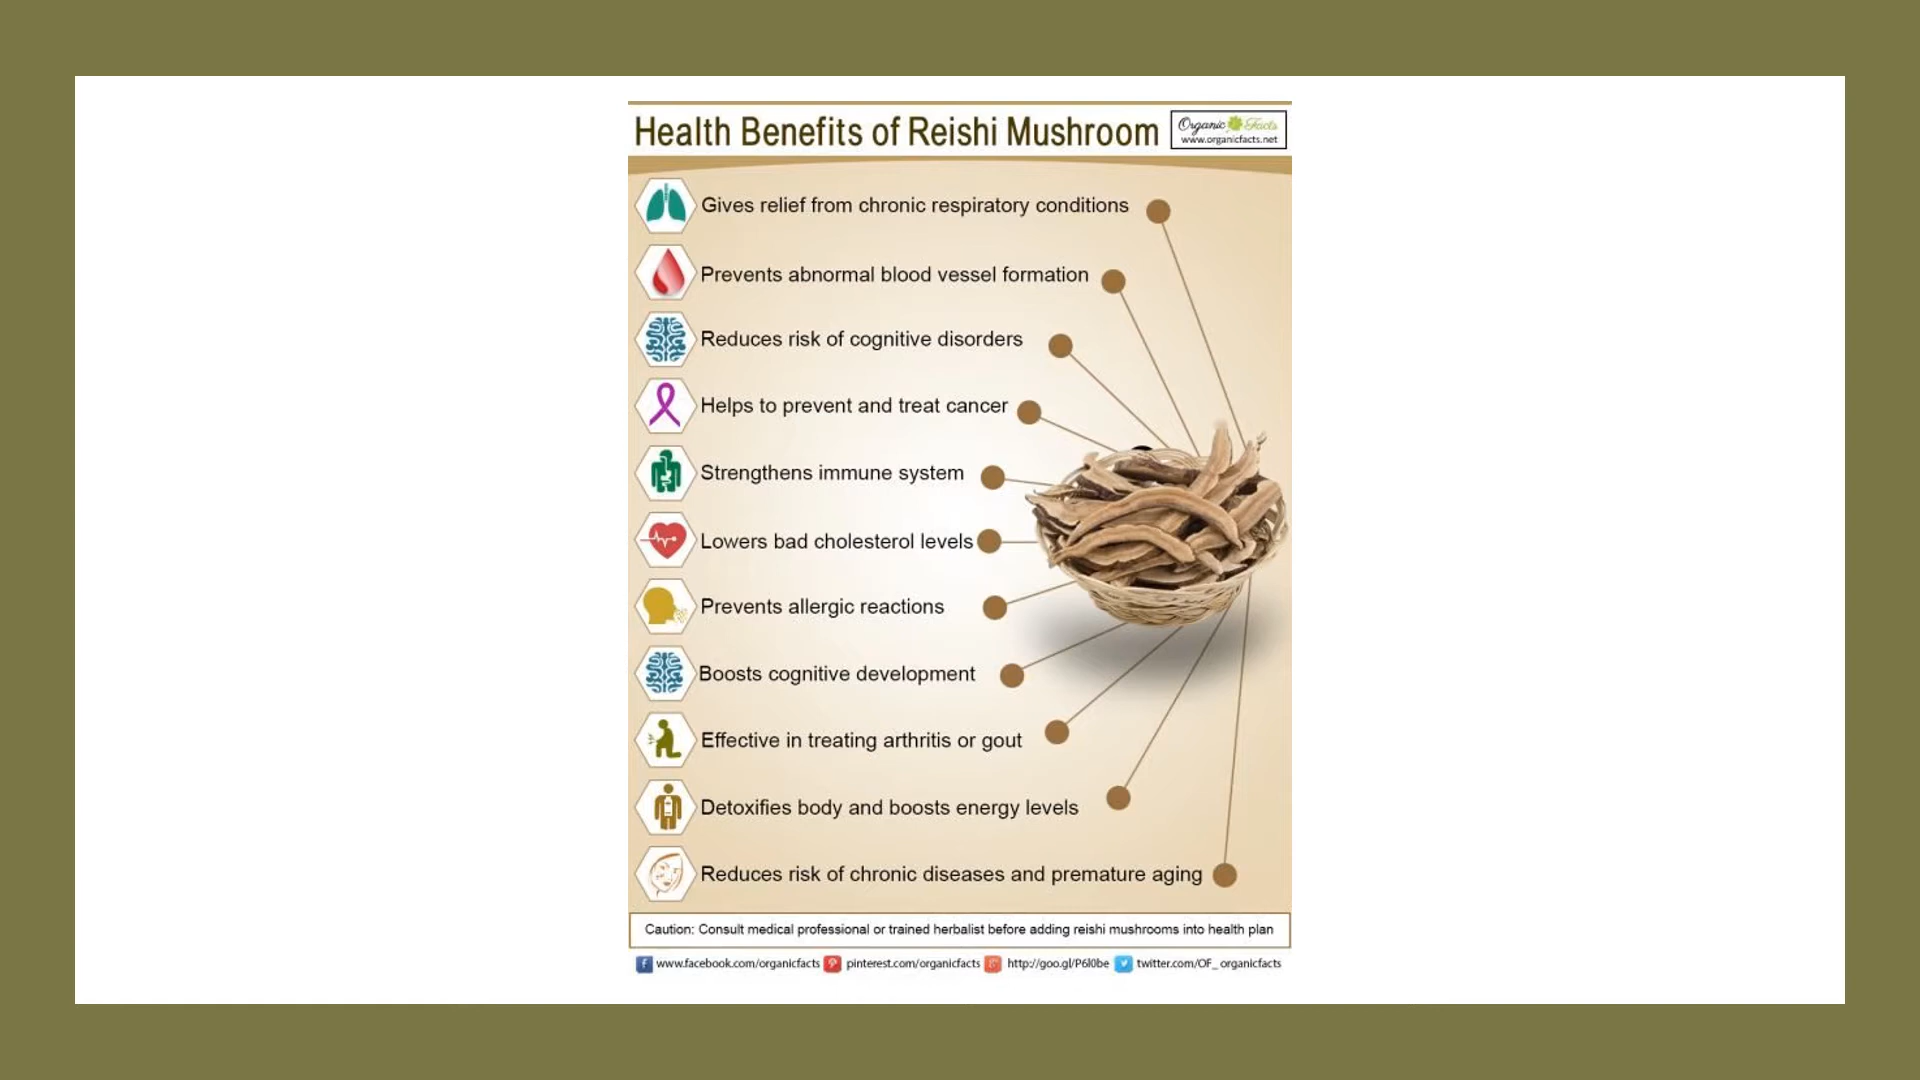 Health Benefits of Reishi Mushroom
Organic Facts
www.organicfacts.net
Gives relief from chronic respiratory conditions
Prevents abnormal blood vessel formation
Reduces risk of cognitive disorders
Helps to prevent and treat cancer
Strengthens immune system
Lowers bad cholesterol levels
Prevents allergic reactions
Boosts cognitive development
Effective in treating arthritis or gout
Detoxifies body and boosts energy levels
Reduces risk of chronic diseases and premature aging
Caution: Consult medical professional or trained herbalist before adding reishi mushrooms into health plan
www.facebook.com/organicfacts pinterest.com/organicfacts http://goo.gl/P6l0be twitter.com/OF_organicfacts